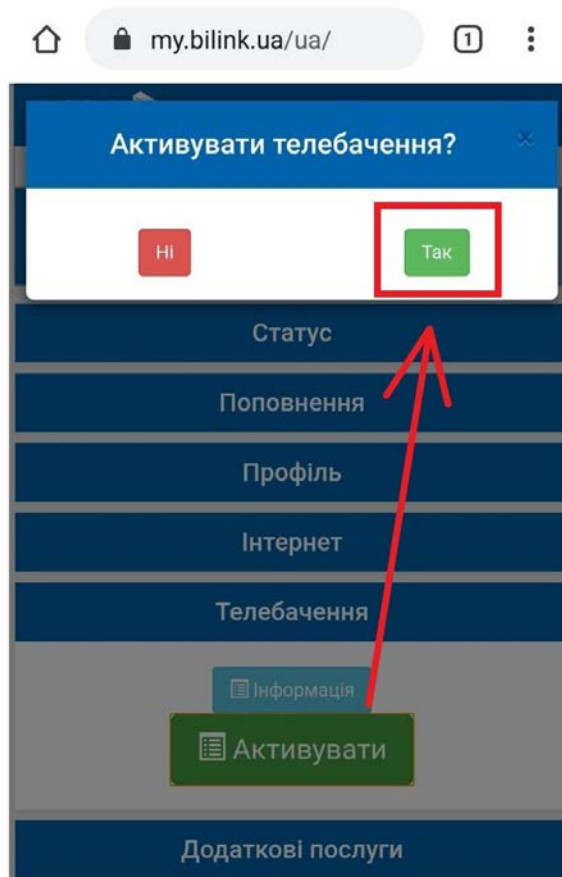 my.bilink.ua/ua/
1
Активувати телебачення?
×
Ні
Так
Статус
Поповнення
Профіль
Інтернет
Телебачення
Інформація
Активувати
Додаткові послуги